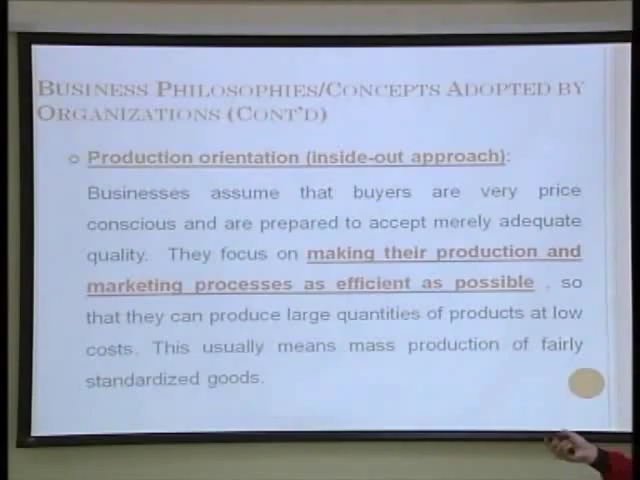 BUSINESS PHILOSOPHIES/CONCEPTS ADOPTED BY
ORGANIZATIONS (CONT'D)
Production orientation (inside-out approach):
Businesses assume that buyers are very price
conscious and are prepared to accept merely adequate
quality. They focus on making their production and
marketing processes as efficient as possible , so
that they can produce large quantities of products at low
costs. This usually means mass production of fairly
standardized goods.